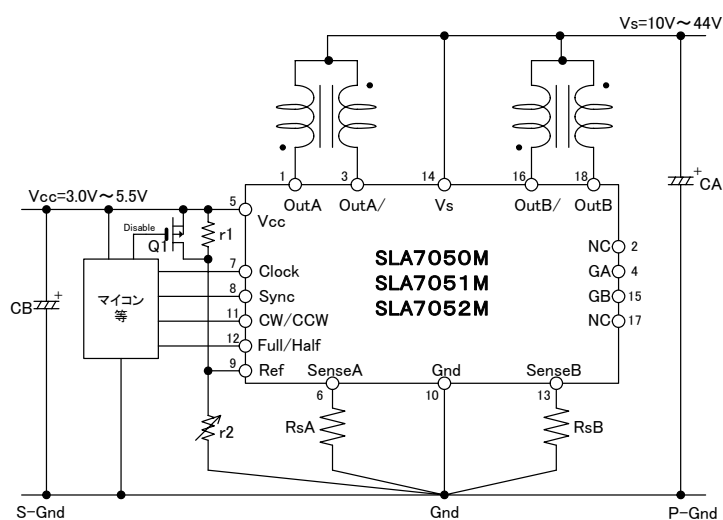 Vs=10V～44V
CA
1
3
14
16
18
OutA
OutA/
Vs
OutB/
OutB
Vcc=3.0V～5.5V
5
Vcc
Disable
Q1
r1
SLA7050M
SLA7051M
SLA7052M
NC
2
GA
4
GB
15
NC
17
7
Clock
8
Sync
11
CW/CCW
12
Full/Half
9
Ref
マイコン
等
CB
SenseA
Gnd
SenseB
6
10
13
RsA
RsB
r2
S-Gnd
Gnd
P-Gnd